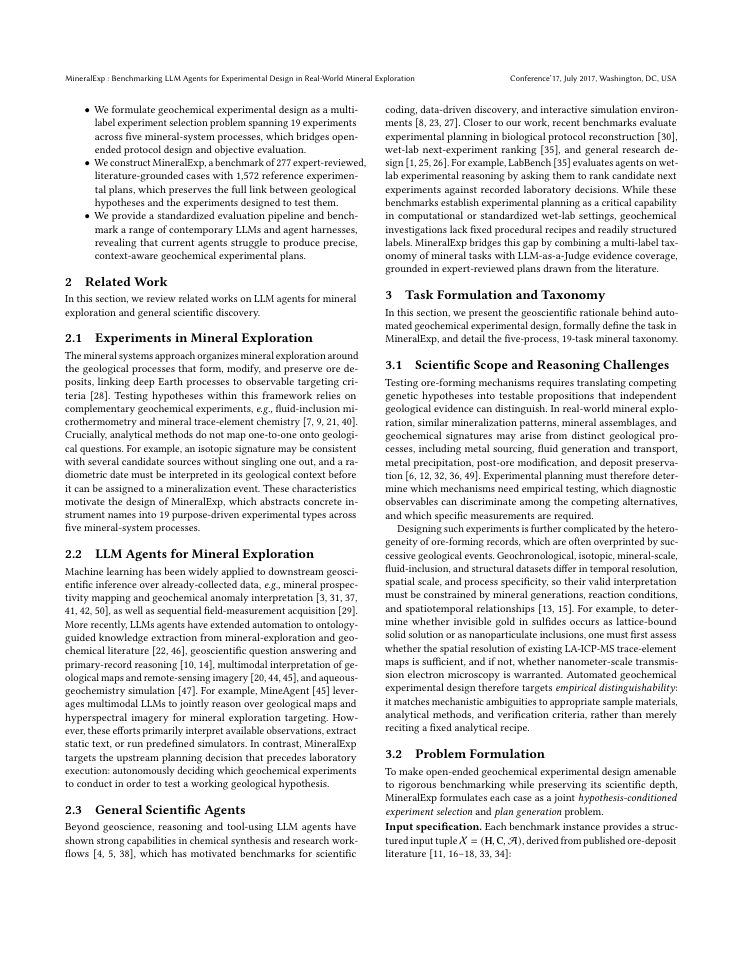 MineralExp : Benchmarking LLM Agents for Experimental Design in Real-World Mineral Exploration
Conference'17, July 2017, Washington, DC, USA
• We formulate geochemical experimental design as a multi-
label experiment selection problem spanning 19 experiments
across five mineral-system processes, which bridges open-
ended protocol design and objective evaluation.
• We construct MineralExp, a benchmark of 277 expert-reviewed,
literature-grounded cases with 1,572 reference experimen-
tal plans, which preserves the full link between geological
hypotheses and the experiments designed to test them.
• We provide a standardized evaluation pipeline and bench-
mark a range of contemporary LLMs and agent harnesses,
revealing that current agents struggle to produce precise,
context-aware geochemical experimental plans.
2 Related Work
In this section, we review related works on LLM agents for mineral
exploration and general scientific discovery.
2.1 Experiments in Mineral Exploration
The mineral systems approach organizes mineral exploration around
the geological processes that form, modify, and preserve ore de-
posits, linking deep Earth processes to observable targeting cri-
teria [28]. Testing hypotheses within this framework relies on
complementary geochemical experiments, e.g., fluid-inclusion mi-
crothermometry and mineral trace-element chemistry [7, 9, 21, 40].
Crucially, analytical methods do not map one-to-one onto geologi-
cal questions. For example, an isotopic signature may be consistent
with several candidate sources without singling one out, and a ra-
diometric date must be interpreted in its geological context before
it can be assigned to a mineralization event. These characteristics
motivate the design of MineralExp, which abstracts concrete in-
strument names into 19 purpose-driven experimental types across
five mineral-system processes.
2.2 LLM Agents for Mineral Exploration
Machine learning has been widely applied to downstream geosci-
entific inference over already-collected data, e.g., mineral prospec-
tivity mapping and geochemical anomaly interpretation [3, 31, 37,
41, 42, 50], as well as sequential field-measurement acquisition [29].
More recently, LLMs agents have extended automation to ontology-
guided knowledge extraction from mineral-exploration and geo-
chemical literature [22, 46], geoscientific question answering and
primary-record reasoning [10, 14], multimodal interpretation of ge-
ological maps and remote-sensing imagery [20, 44, 45], and aqueous-
geochemistry simulation [47]. For example, MineAgent [45] lever-
ages multimodal LLMs to jointly reason over geological maps and
hyperspectral imagery for mineral exploration targeting. How-
ever, these efforts primarily interpret available observations, extract
static text, or run predefined simulators. In contrast, MineralExp
targets the upstream planning decision that precedes laboratory
execution: autonomously deciding which geochemical experiments
to conduct in order to test a working geological hypothesis.
2.3 General Scientific Agents
Beyond geoscience, reasoning and tool-using LLM agents have
shown strong capabilities in chemical synthesis and research work-
flows [4, 5, 38], which has motivated benchmarks for scientific
coding, data-driven discovery, and interactive simulation environ-
ments [8, 23, 27]. Closer to our work, recent benchmarks evaluate
experimental planning in biological protocol reconstruction [30],
wet-lab next-experiment ranking [35], and general research de-
sign [1, 25, 26]. For example, LabBench [35] evaluates agents on wet-
lab experimental reasoning by asking them to rank candidate next
experiments against recorded laboratory decisions. While these
benchmarks establish experimental planning as a critical capability
in computational or standardized wet-lab settings, geochemical
investigations lack fixed procedural recipes and readily structured
labels. MineralExp bridges this gap by combining a multi-label tax-
onomy of mineral tasks with LLM-as-a-Judge evidence coverage,
grounded in expert-reviewed plans drawn from the literature.
3 Task Formulation and Taxonomy
In this section, we present the geoscientific rationale behind auto-
mated geochemical experimental design, formally define the task in
MineralExp, and detail the five-process, 19-task mineral taxonomy.
3.1 Scientific Scope and Reasoning Challenges
Testing ore-forming mechanisms requires translating competing
genetic hypotheses into testable propositions that independent
geological evidence can distinguish. In real-world mineral explo-
ration, similar mineralization patterns, mineral assemblages, and
geochemical signatures may arise from distinct geological pro-
cesses, including metal sourcing, fluid generation and transport,
metal precipitation, post-ore modification, and deposit preserva-
tion [6, 12, 32, 36, 49]. Experimental planning must therefore deter-
mine which mechanisms need empirical testing, which diagnostic
observables can discriminate among the competing alternatives,
and which specific measurements are required.
Designing such experiments is further complicated by the hetero-
geneity of ore-forming records, which are often overprinted by suc-
cessive geological events. Geochronological, isotopic, mineral-scale,
fluid-inclusion, and structural datasets differ in temporal resolution,
spatial scale, and process specificity, so their valid interpretation
must be constrained by mineral generations, reaction conditions,
and spatiotemporal relationships [13, 15]. For example, to deter-
mine whether invisible gold in sulfides occurs as lattice-bound
solid solution or as nanoparticulate inclusions, one must first assess
whether the spatial resolution of existing LA-ICP-MS trace-element
maps is sufficient, and if not, whether nanometer-scale transmis-
sion electron microscopy is warranted. Automated geochemical
experimental design therefore targets empirical distinguishability:
it matches mechanistic ambiguities to appropriate sample materials,
analytical methods, and verification criteria, rather than merely
reciting a fixed analytical recipe.
3.2 Problem Formulation
To make open-ended geochemical experimental design amenable
to rigorous benchmarking while preserving its scientific depth,
MineralExp formulates each case as a joint hypothesis-conditioned
experiment selection and plan generation problem.
Input specification. Each benchmark instance provides a struc-
tured input tuple X = (H, C, A), derived from published ore-deposit
literature [11, 16–18, 33, 34]: